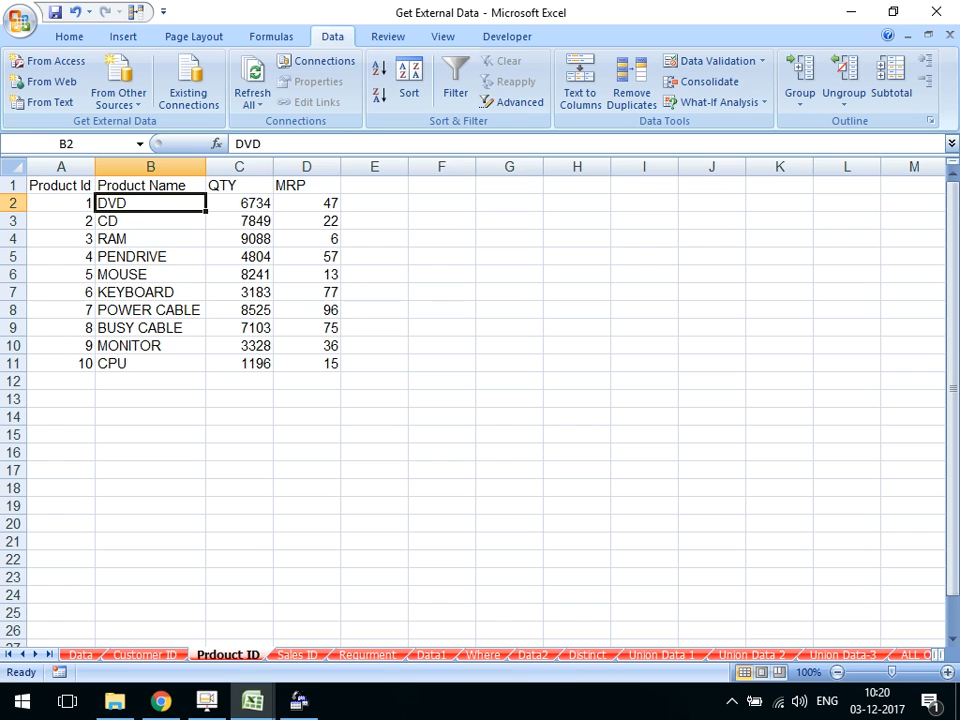 Get External Data - Microsoft Excel
Home Insert Page Layout Formulas Data Review View Developer
From Access
From Web
From Text
From Other Sources
Existing Connections
Get External Data
Refresh All
Connections
Properties
Edit Links
Connections
Sort
Filter
Clear
Reapply
Advanced
Sort & Filter
Text to Columns
Remove Duplicates
Data Validation
Consolidate
What-If Analysis
Data Tools
Group
Ungroup
Subtotal
Outline
B2 fx DVD
A B C D E F G H I J K L M
1 Product Id Product Name QTY MRP
2 1 DVD 6734 47
3 2 CD 7849 22
4 3 RAM 9088 6
5 4 PENDRIVE 4804 57
6 5 MOUSE 8241 13
7 6 KEYBOARD 3183 77
8 7 POWER CABLE 8525 96
9 8 BUSY CABLE 7103 75
10 9 MONITOR 3328 36
11 10 CPU 1196 15
12
13
14
15
16
17
18
19
20
21
22
23
24
25
26
27
Data Customer ID Prdouct ID Sales ID Requrment Data1 Where Data2 Distinct Union Data 1 Union Data 2 Union Data-3
Ready 100%
ENG 10:20
03-12-2017
1